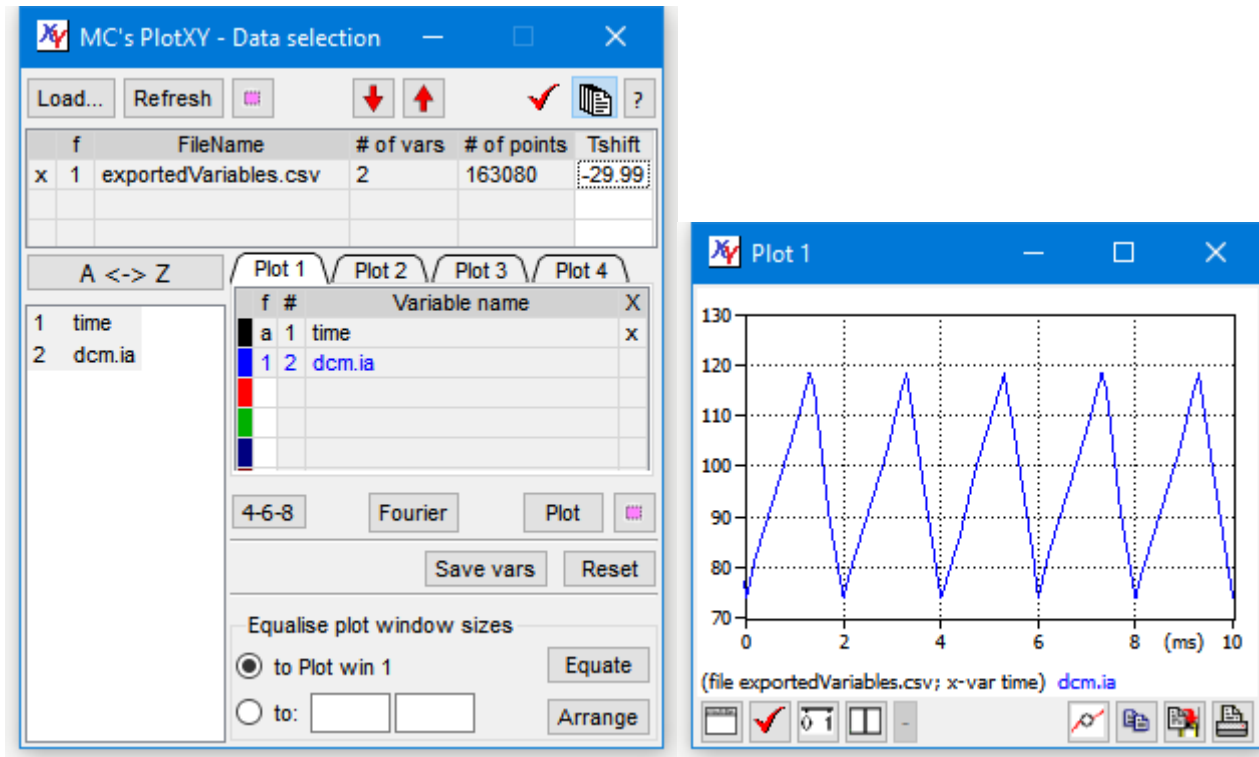 MC's PlotXY - Data selection
Load... Refresh ?
f FileName # of vars # of points Tshift
x 1 exportedVariables.csv 2 163080 -29.99
A <-> Z
1 time
2 dcm.ia
Plot 1 Plot 2 Plot 3 Plot 4
f # Variable name X
a 1 time x
1 2 dcm.ia
4-6-8 Fourier Plot
Save vars Reset
Equalise plot window sizes
to Plot win 1 Equate
to: Arrange
XY Plot 1
130
120
110
100
90
80
70
0 2 4 6 8 (ms) 10
(file exportedVariables.csv; x-var time) dcm.ia
0 1 -